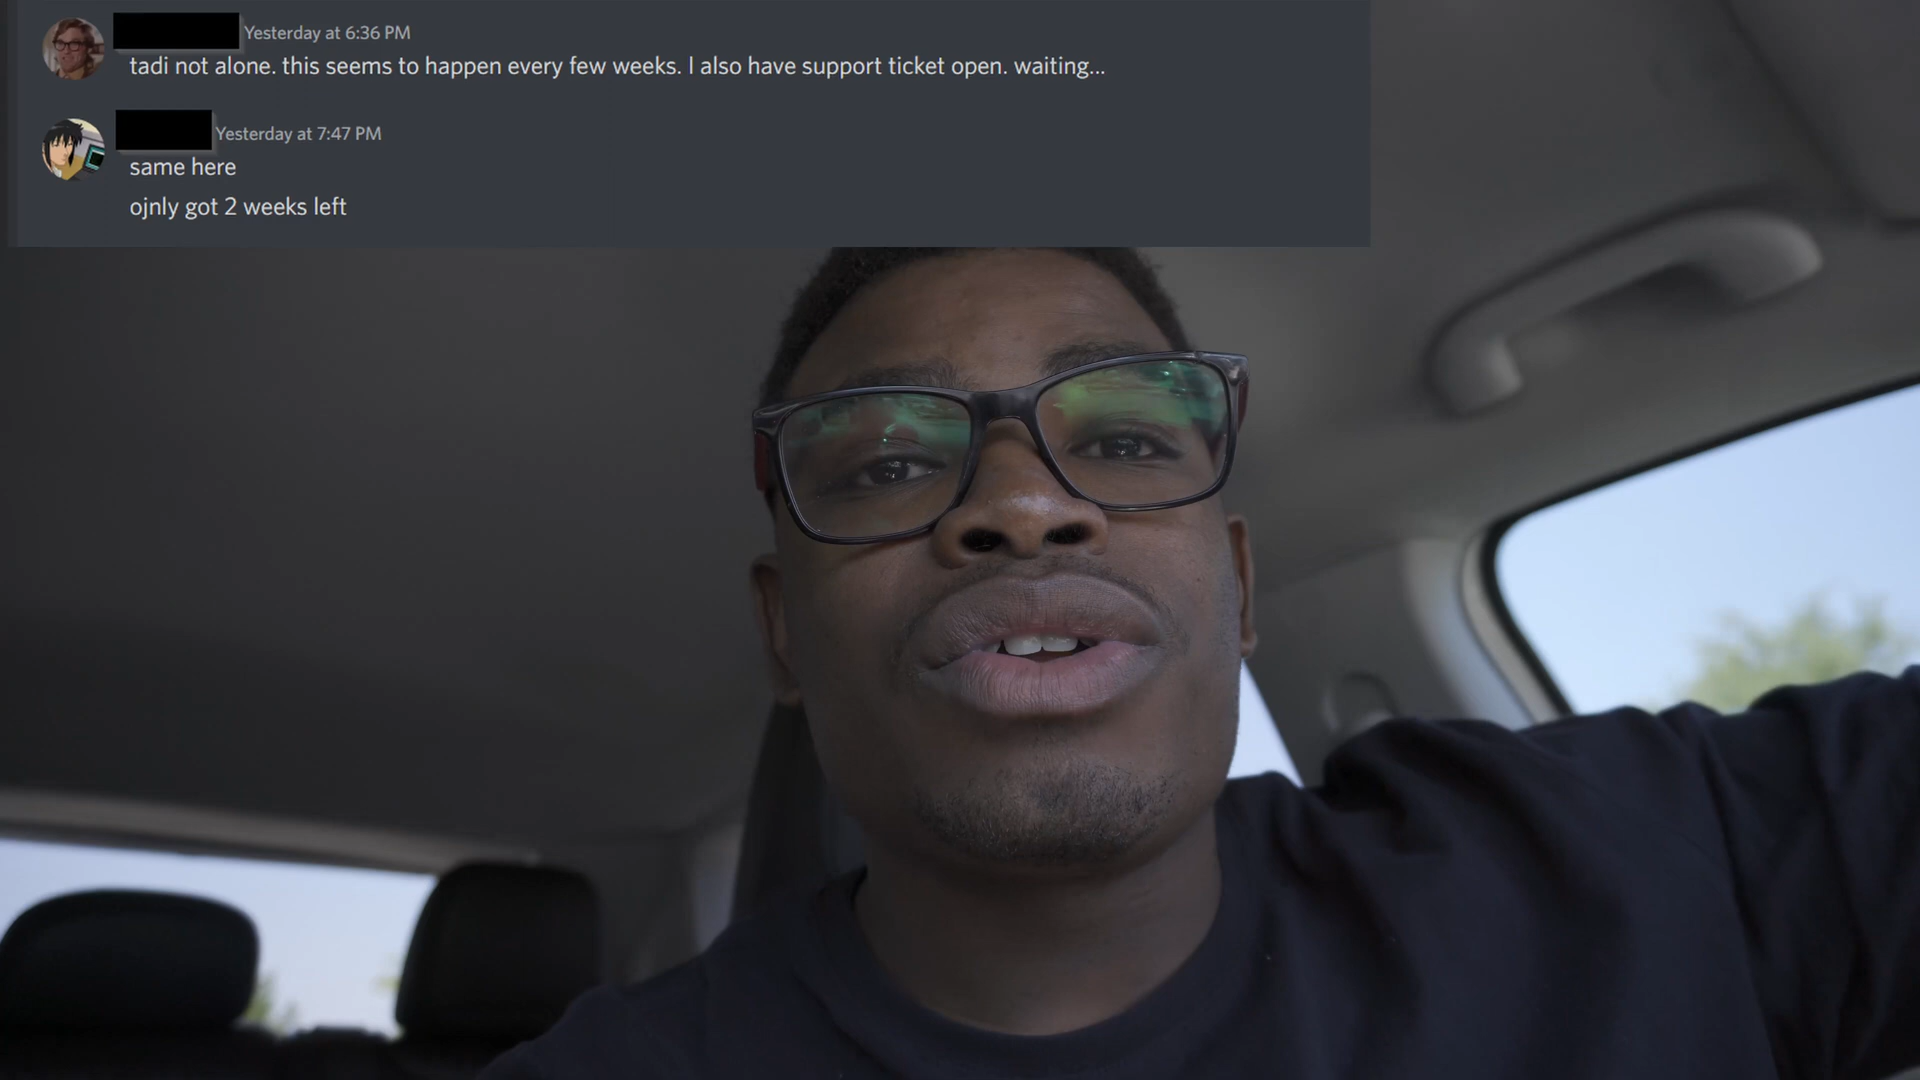 Yesterday at 6:36 PM
tadi not alone. this seems to happen every few weeks. I also have support ticket open. waiting...
Yesterday at 7:47 PM
same here
ojnly got 2 weeks left